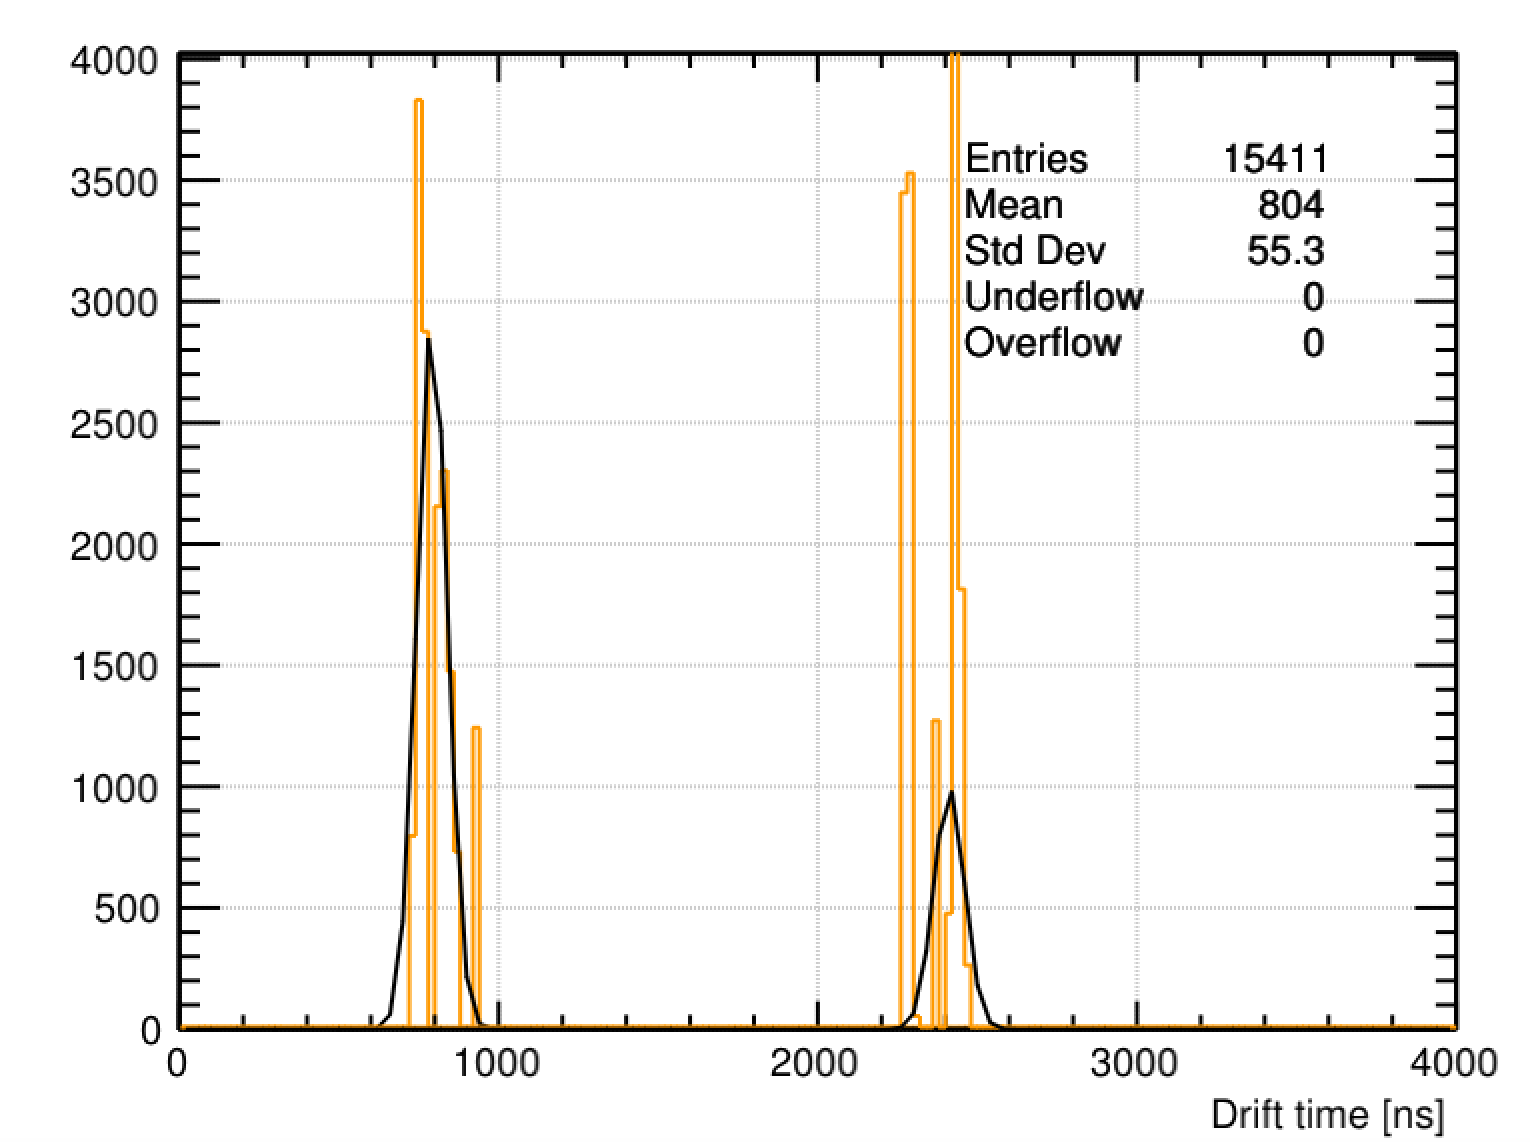 4000
3500
3000
2500
2000
1500
1000
500
0
Entries 15411
Mean 804
Std Dev 55.3
Underflow 0
Overflow 0
0 1000 2000 3000 4000
Drift time [ns]